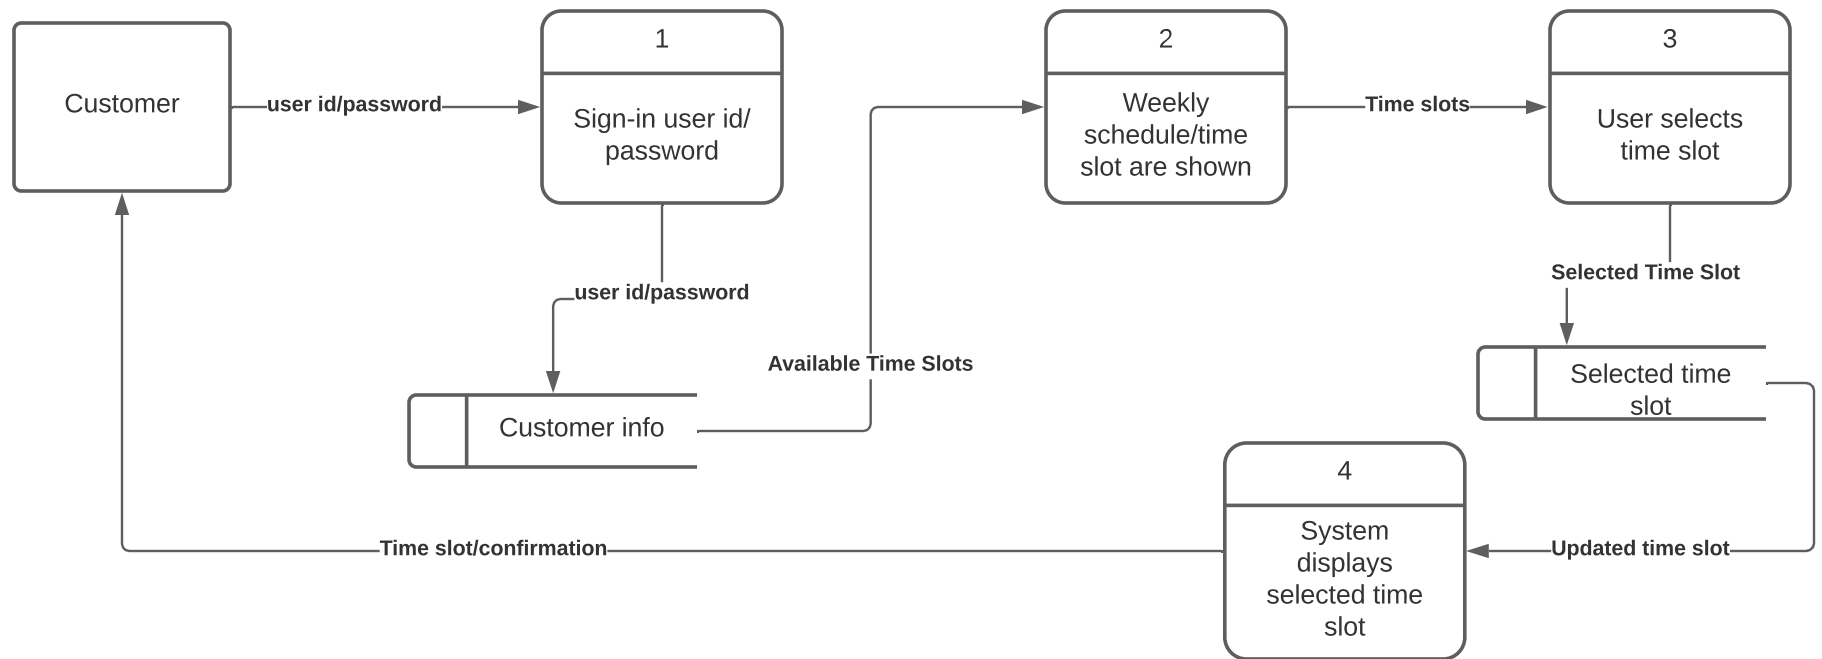 Customer
user id/password
1
Sign-in user id/
password
user id/password
Customer info
Available Time Slots
2
Weekly
schedule/time
slot are shown
Time slots
3
User selects
time slot
Selected Time Slot
Selected time
slot
Updated time slot
4
System
displays
selected time
slot
Time slot/confirmation